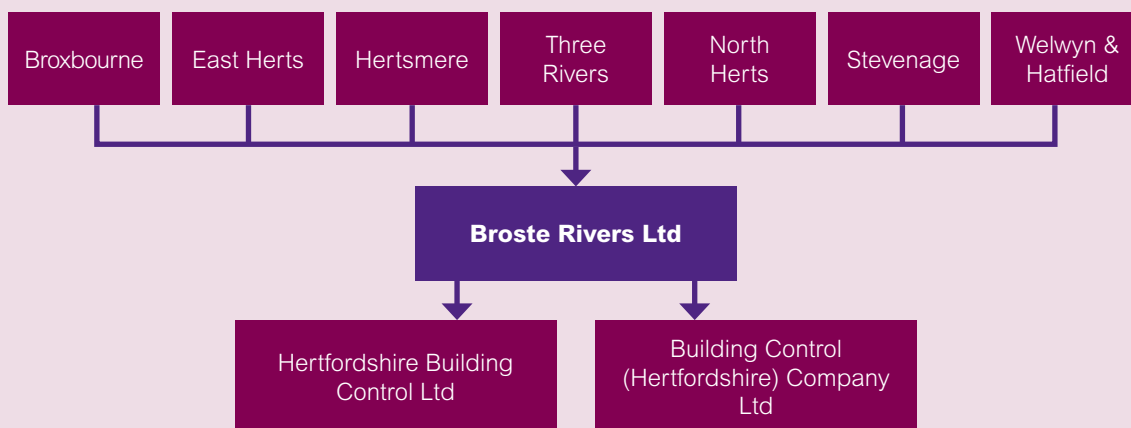 Broxbourne
East Herts
Hertsmere
Three
Rivers
North
Herts
Stevenage
Welwyn &
Hatfield
Broste Rivers Ltd
Hertfordshire Building
Control Ltd
Building Control
(Hertfordshire) Company
Ltd